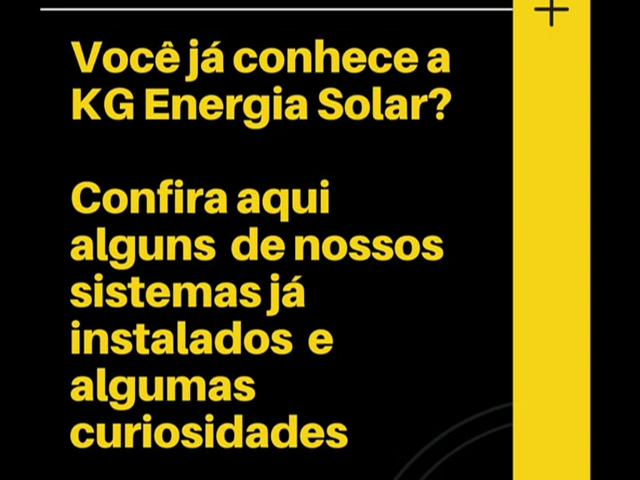 Você já conhece a
KG Energia Solar?
Confira aqui
alguns de nossos
sistemas já
instalados e
algumas
curiosidades